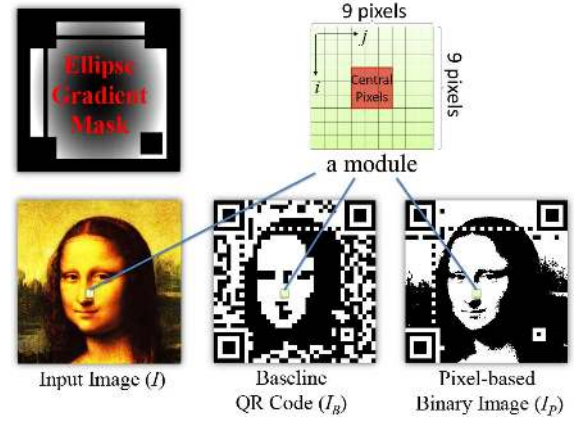 Ellipse
Gradient
Mask
9 pixels
j
i
Central
Pixels
9 pixels
a module
Input Image (I)
Baseline
QR Code (I_B)
Pixel-based
Binary Image (I_P)